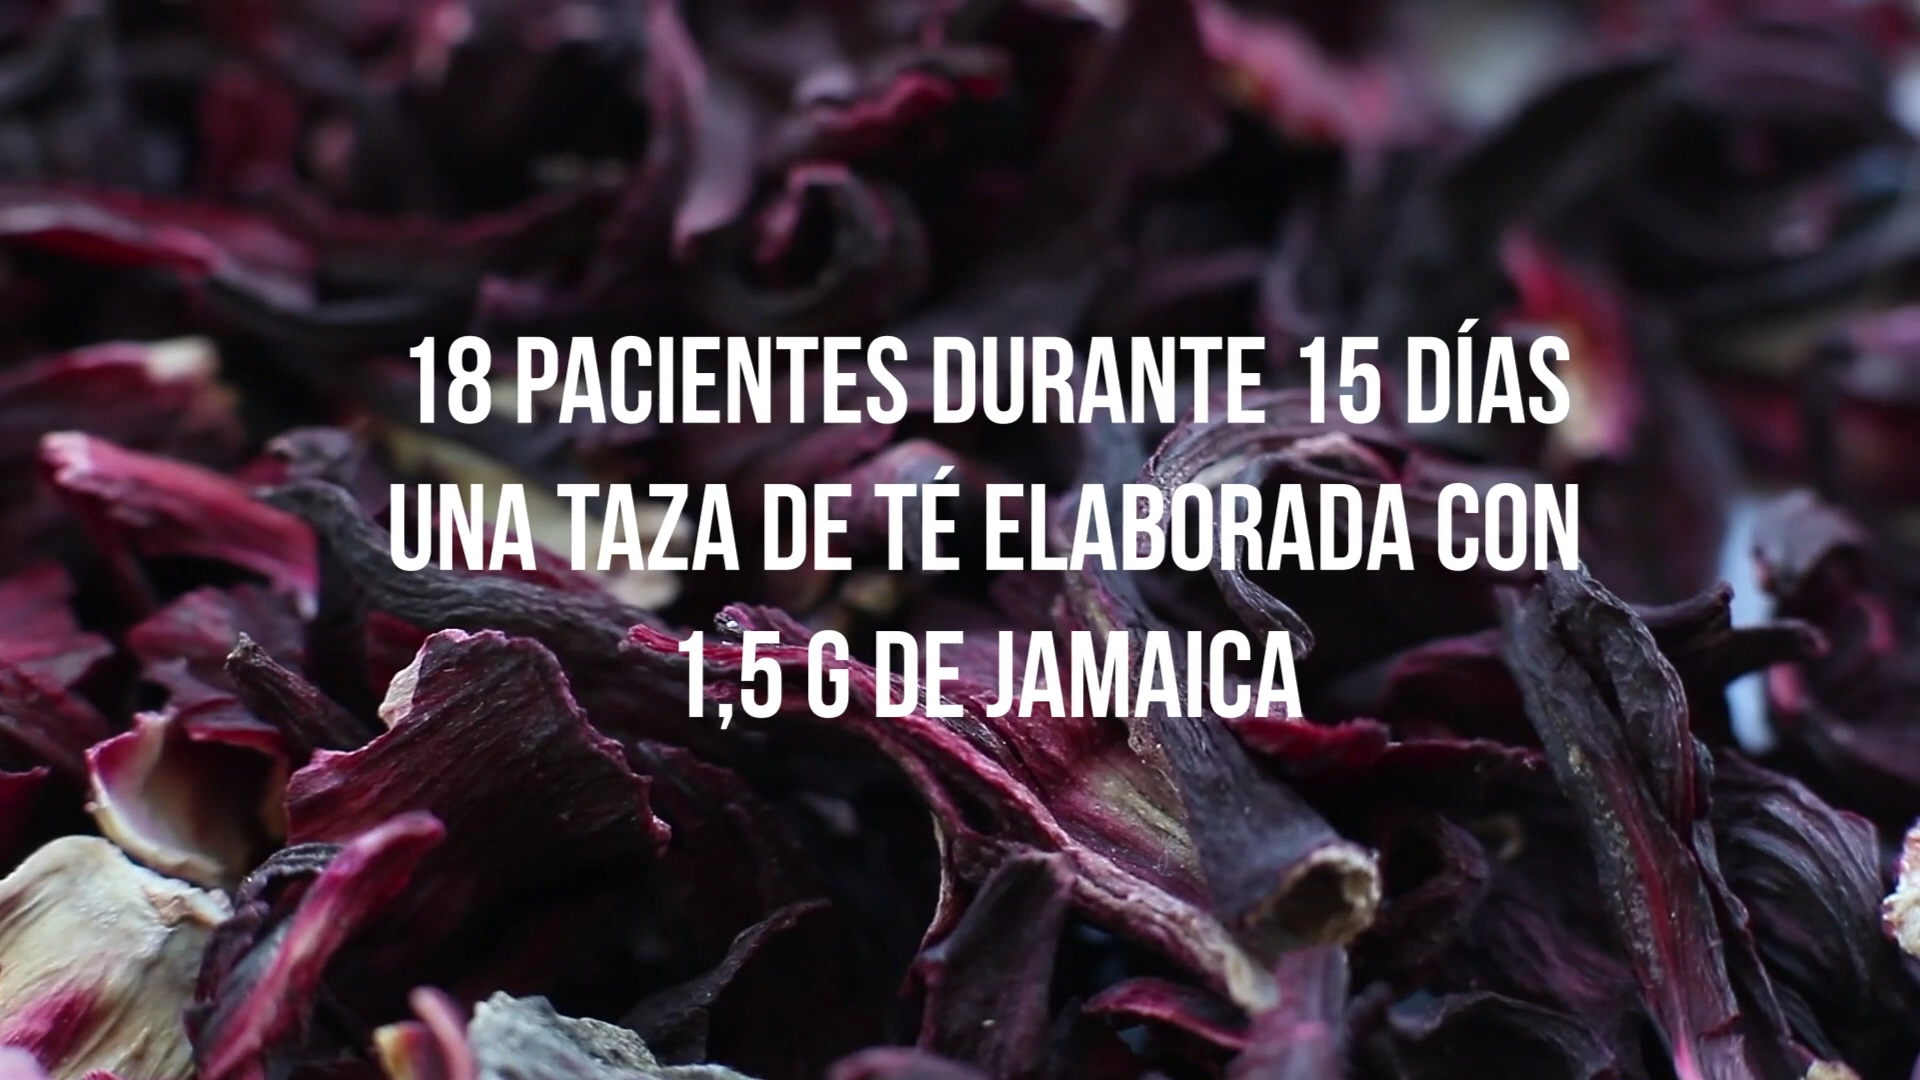 18 PACIENTES DURANTE 15 DÍAS
UNA TAZA DE TÉ ELABORADA CON
1,5 G DE JAMAICA